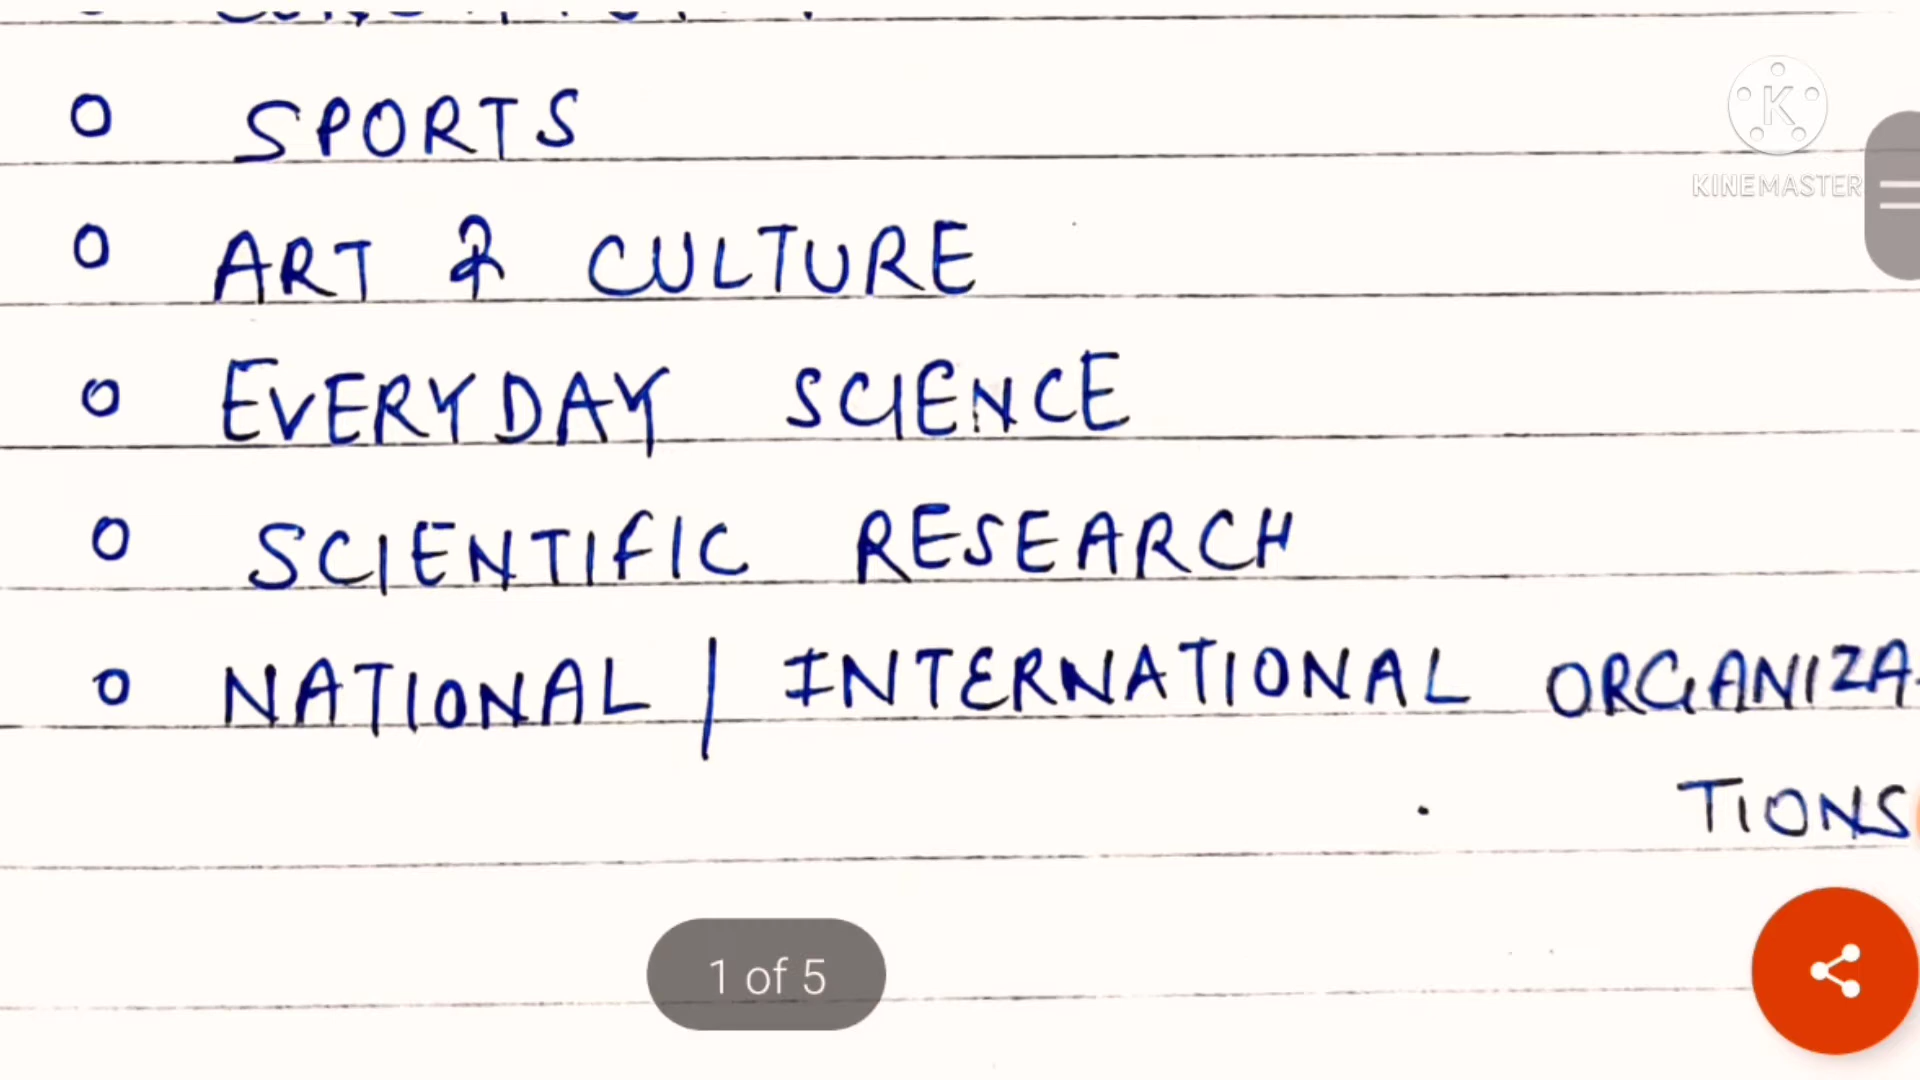 O SPORTS
O ART & CULTURE
O EVERYDAY SCIENCE
O SCIENTIFIC RESEARCH
O NATIONAL / INTERNATIONAL ORGANIZA-
TIONS
KINEMASTER
1 of 5